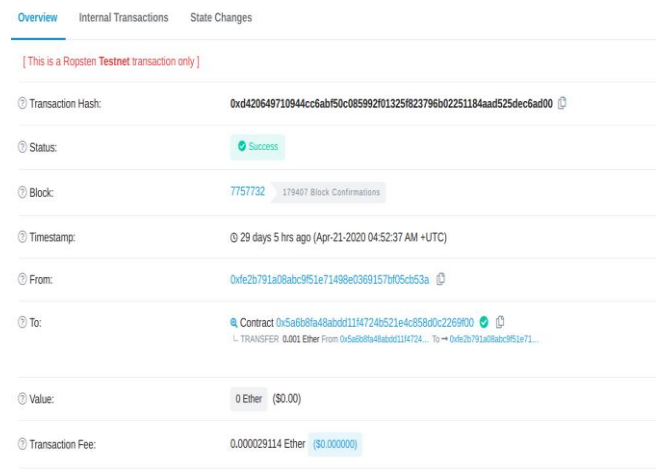 Overview Internal Transactions State Changes
[ This is a Ropsten Testnet transaction only ]
Transaction Hash: 0xd420649710944cc6abf50c085992f01325f823796b02251184aad525dec6ad00
Status: Success
Block: 7757732 179407 Block Confirmations
Timestamp: 29 days 5 hrs ago (Apr-21-2020 04:52:37 AM +UTC)
From: 0xfe2b791a08abc9f51e71498e0369157bf05cb53a
To: Contract 0x5a6b8fa48abdd11f4724b521e4c858d0c2269f00
TRANSFER 0.001 Ether From 0x5a6b8fa48abdd11f4724... To → 0xfe2b791a08abc9f51e71...
Value: 0 Ether ($0.00)
Transaction Fee: 0.000029114 Ether ($0.000000)